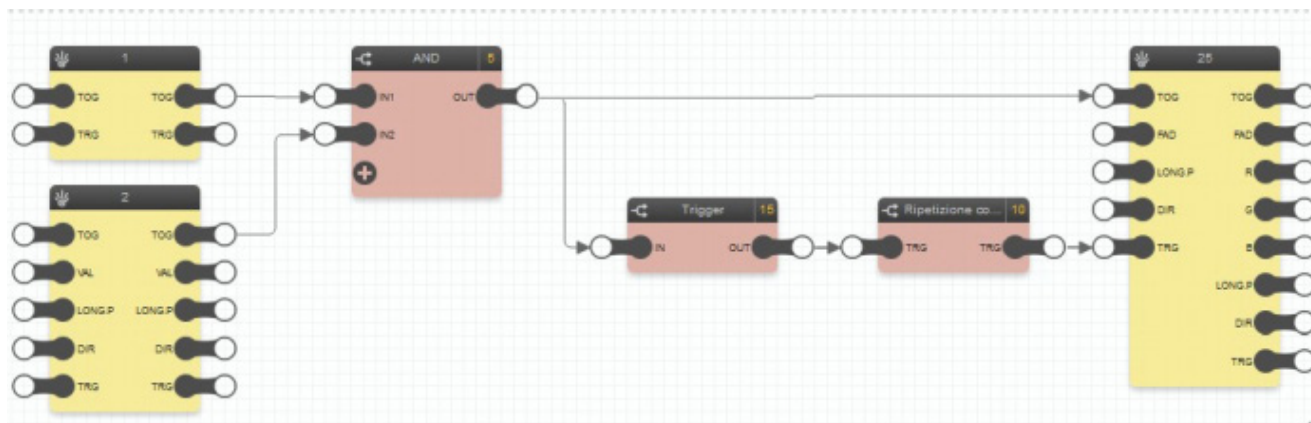 1
TOG TOG
TRG TRG
2
TOG TOG
VAL VAL
LONG.P LONG.P
DIR DIR
TRG TRG
AND 5
IN1 OUT
IN2
Trigger 15
IN OUT
Ripetizione co... 10
TRIG TRIG
25
TOG TOG
FAD FAD
LONG.P R
DIR G
TRG B
LONG.P
DIR
TRG